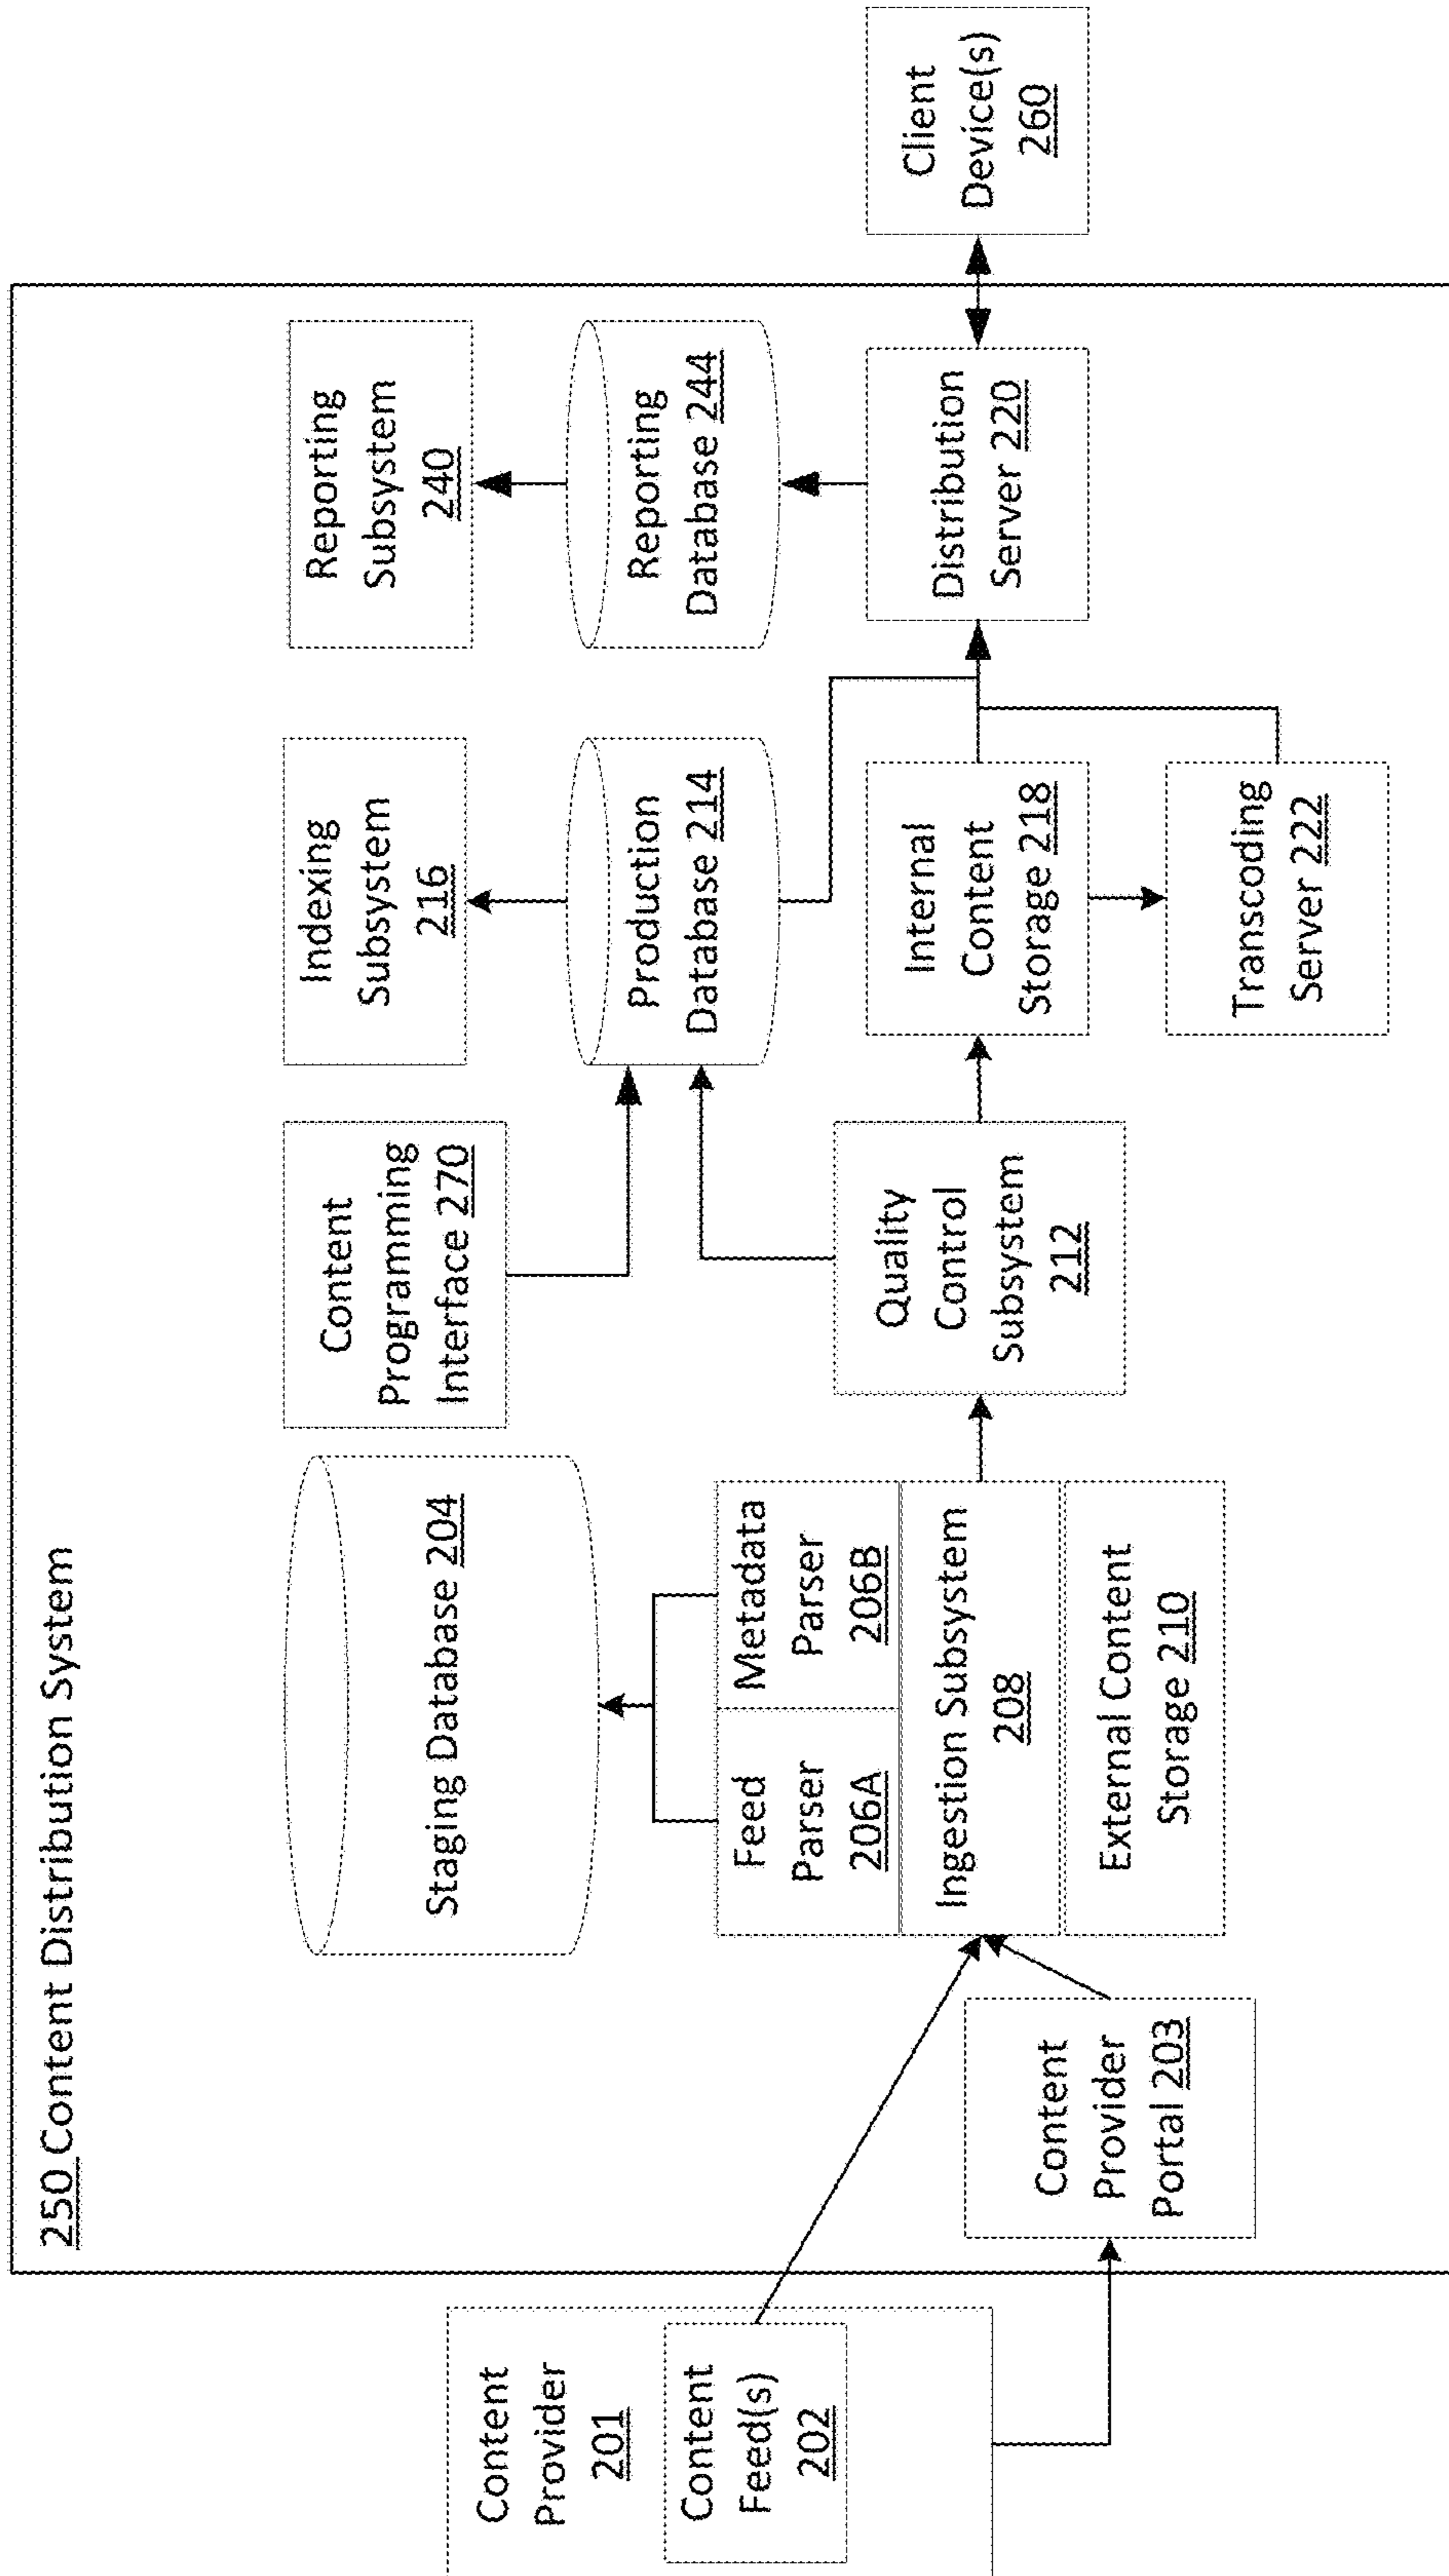 250 Content Distribution System
Content
Provider
201
Content
Feed(s)
202
Content
Provider
Portal 203
Staging Database 204
Feed
Parser
206A
Metadata
Parser
206B
Ingestion Subsystem
208
External Content
Storage 210
Content
Programming
Interface 270
Quality
Control
Subsystem
212
Indexing
Subsystem
216
Production
Database 214
Internal
Content
Storage 218
Transcoding
Server 222
Reporting
Subsystem
240
Reporting
Database 244
Distribution
Server 220
Client
Device(s)
260